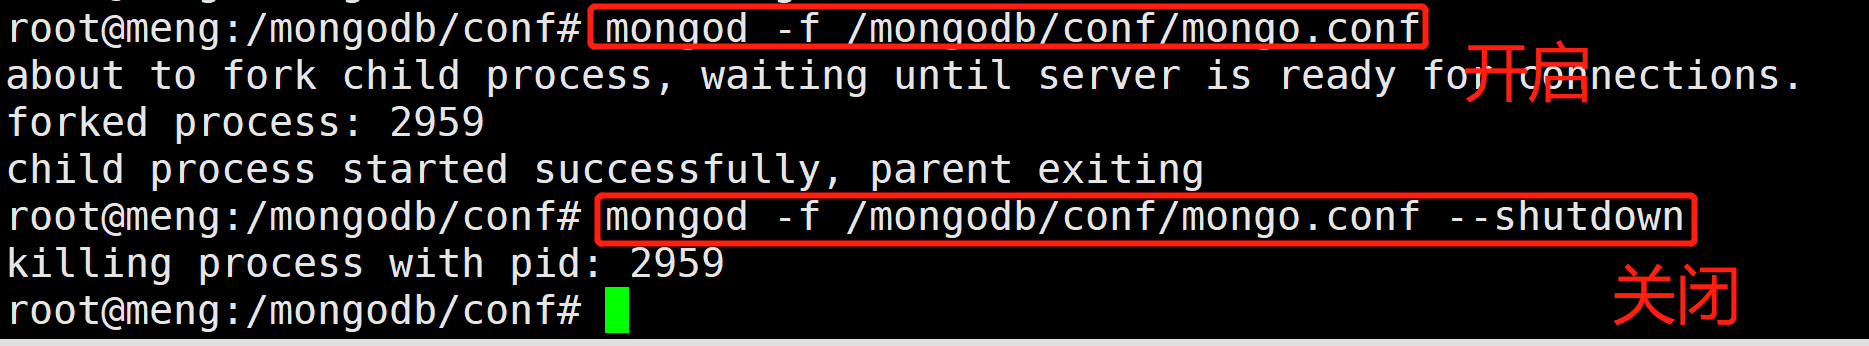 root@meng:/mongodb/conf# mongod -f /mongodb/conf/mongo.conf
开启
about to fork child process, waiting until server is ready for connections.
forked process: 2959
child process started successfully, parent exiting
root@meng:/mongodb/conf# mongod -f /mongodb/conf/mongo.conf --shutdown
killing process with pid: 2959
关闭
root@meng:/mongodb/conf#